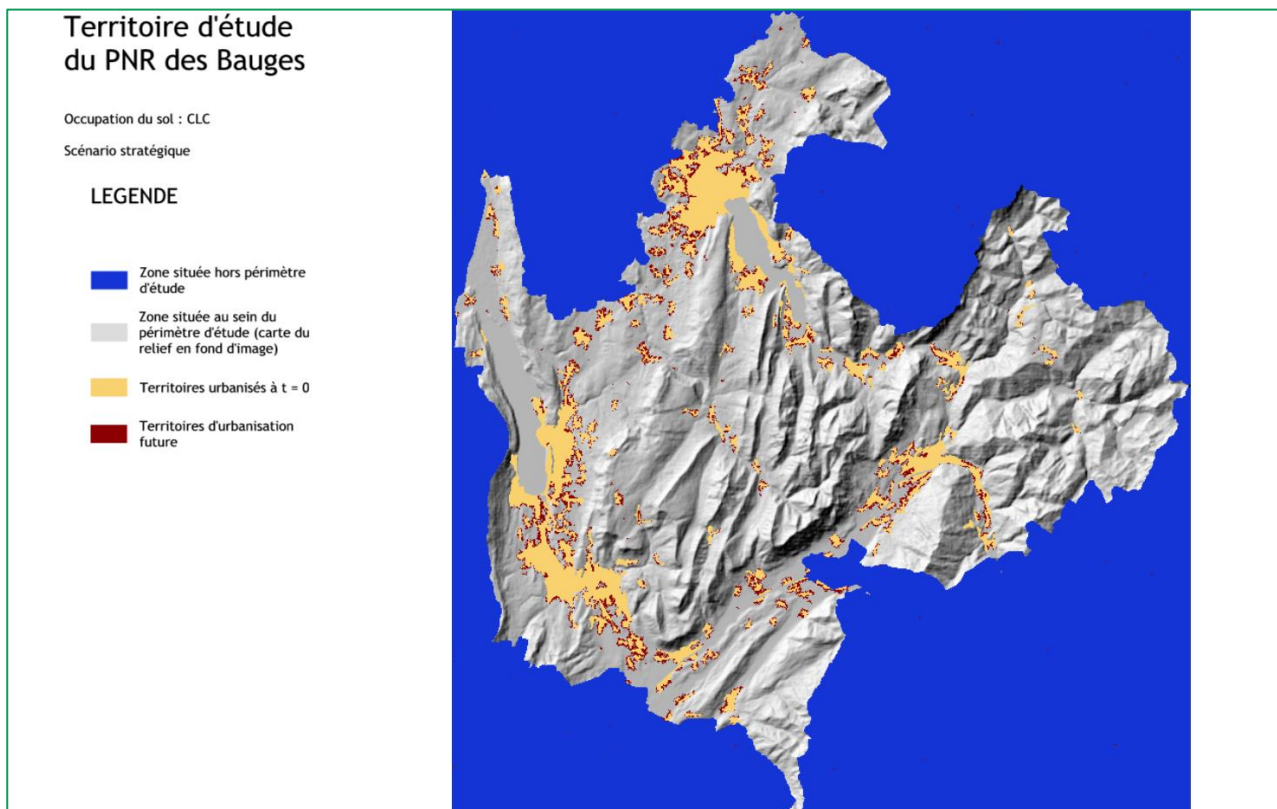 Territoire d'étude
du PNR des Bauges
Occupation du sol : CLC
Scénario stratégique
LEGENDE
Zone située hors périmètre
d'étude
Zone située au sein du
périmètre d'étude (carte du
relief en fond d'image)
Territoires urbanisés à t = 0
Territoires d'urbanisation
future